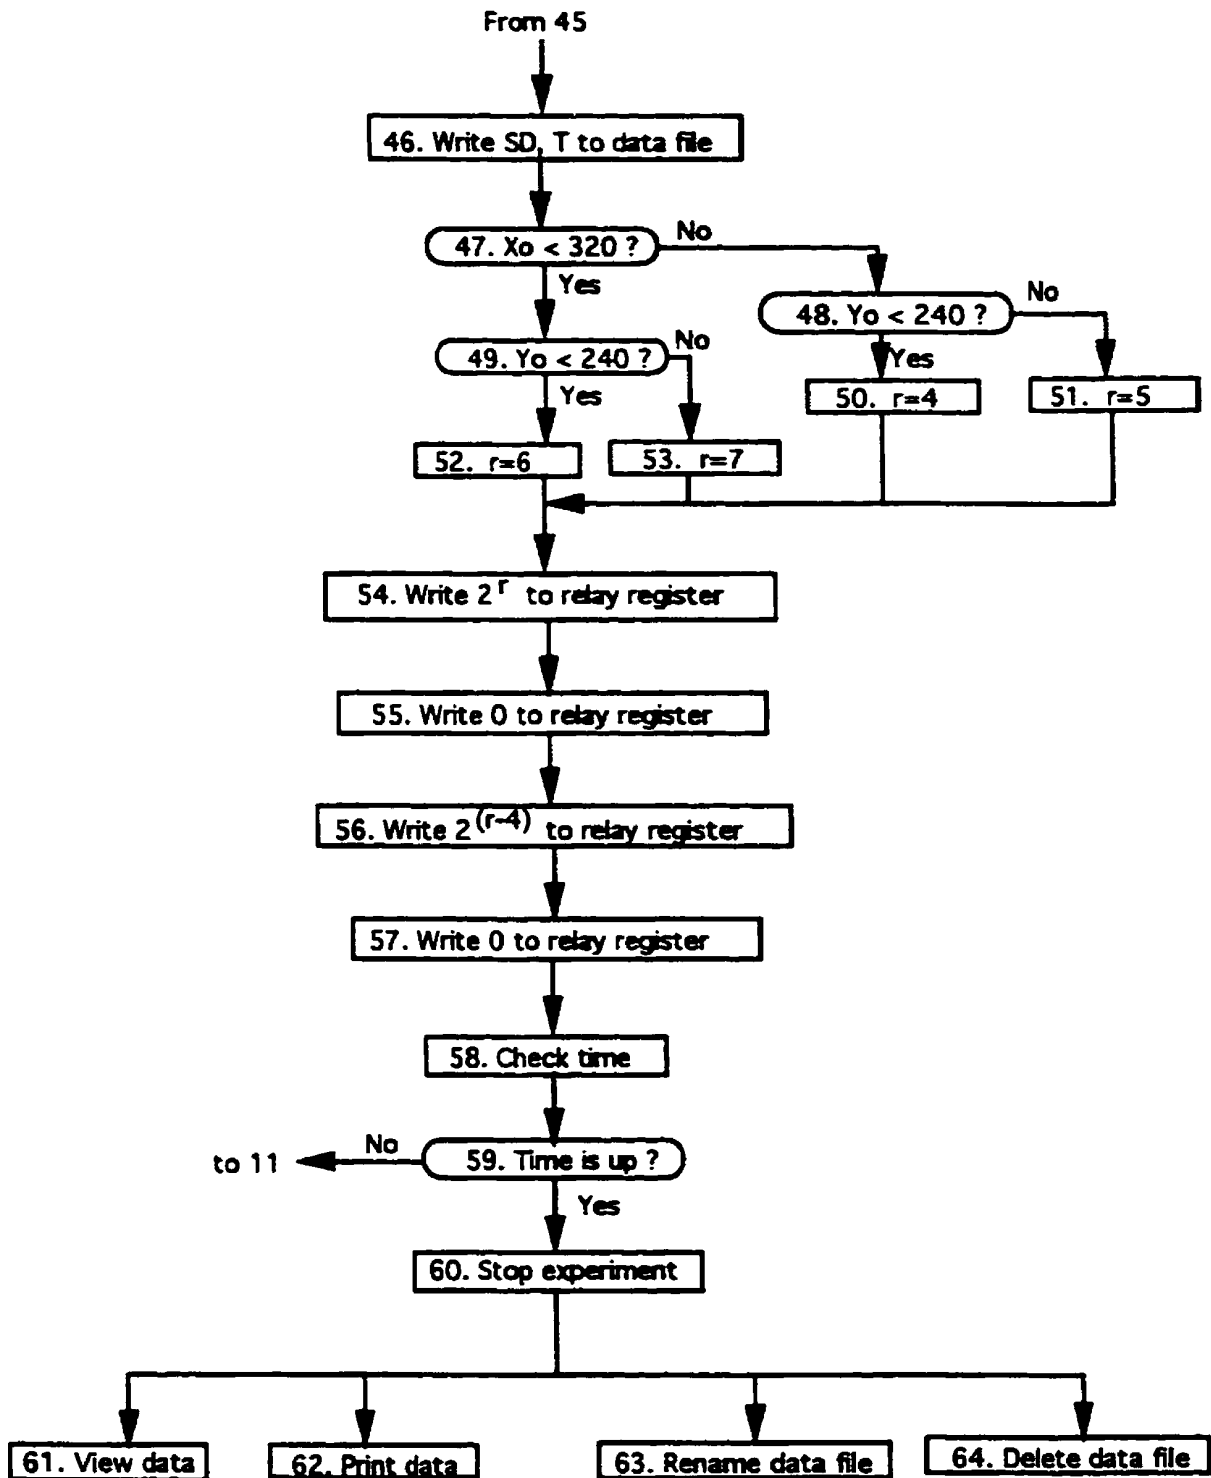 From 45
46. Write SD, T to data file
47. Xo < 320 ?
No
Yes
48. Yo < 240 ?
No
49. Yo < 240 ?
No
Yes
Yes
50. r=4
51. r=5
52. r=6
53. r=7
54. Write 2^r to relay register
55. Write 0 to relay register
56. Write 2^(r-4) to relay register
57. Write 0 to relay register
58. Check time
59. Time is up ?
No
to 11
Yes
60. Stop experiment
61. View data
62. Print data
63. Rename data file
64. Delete data file